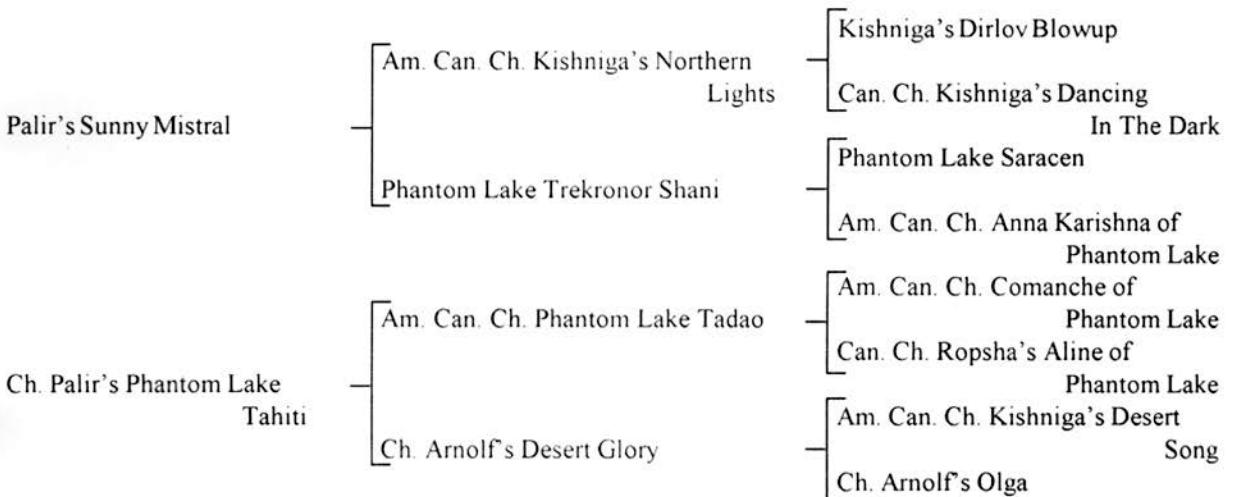 Kishniga's Dirlov Blowup
Am. Can. Ch. Kishniga's Northern
Lights
Can. Ch. Kishniga's Dancing
In The Dark
Palir's Sunny Mistral
Phantom Lake Saracen
Phantom Lake Trekronor Shani
Am. Can. Ch. Anna Karishna of
Phantom Lake
Am. Can. Ch. Comanche of
Phantom Lake
Am. Can. Ch. Phantom Lake Tadao
Can. Ch. Ropsha's Aline of
Phantom Lake
Ch. Palir's Phantom Lake
Tahiti
Am. Can. Ch. Kishniga's Desert
Song
Ch. Arnolf's Desert Glory
Ch. Arnolf's Olga